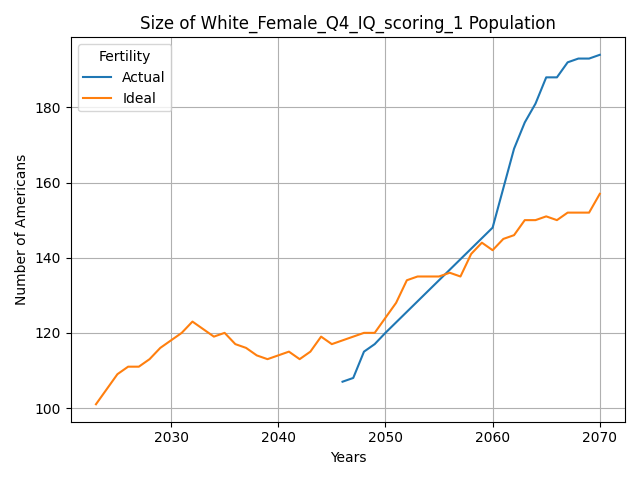 Size of White_Female_Q4_IQ_scoring_1 Population
Fertility
Actual
Ideal
Number of Americans
180
160
140
120
100
2030 2040 2050 2060 2070
Years